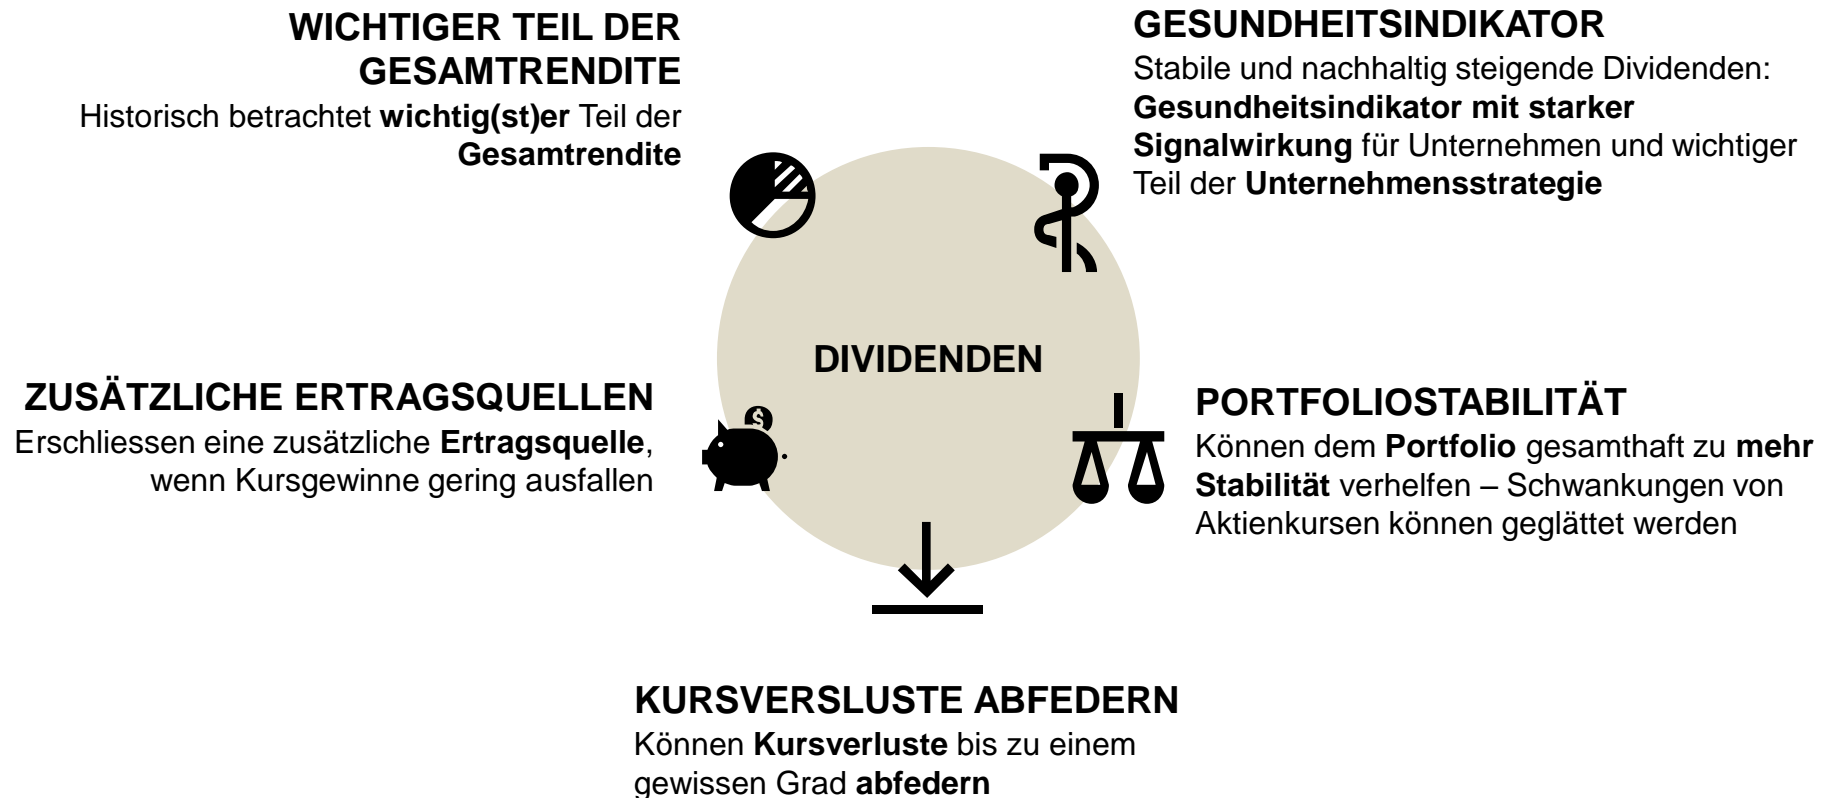 WICHTIGER TEIL DER
GESAMTRENDITE
Historisch betrachtet wichtig(st)er Teil der
Gesamtrendite
GESUNDHEITSINDIKATOR
Stabile und nachhaltig steigende Dividenden:
Gesundheitsindikator mit starker
Signalwirkung für Unternehmen und wichtiger
Teil der Unternehmensstrategie
DIVIDENDEN
ZUSÄTZLICHE ERTRAGSQUELLEN
Erschliessen eine zusätzliche Ertragsquelle,
wenn Kursgewinne gering ausfallen
$
PORTFOLIOSTABILITÄT
Können dem Portfolio gesamthaft zu mehr
Stabilität verhelfen – Schwankungen von
Aktienkursen können geglättet werden
KURSVERSLUSTE ABFEDERN
Können Kursverluste bis zu einem
gewissen Grad abfedern